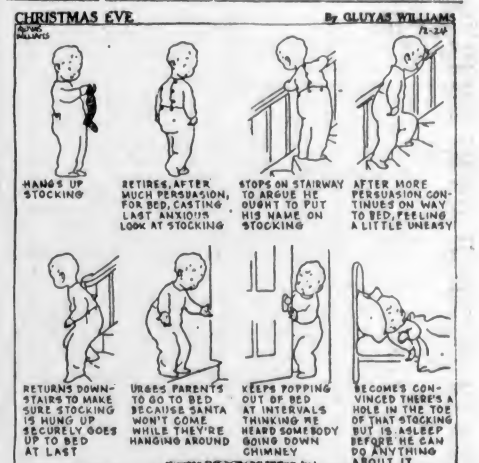 CHRISTMAS EVE
By GLUYAS WILLIAMS
GLUYAS
WILLIAMS
12-24
HANGS UP
STOCKING
RETIRES, AFTER
MUCH PERSUASION,
FOR BED, CASTING
LAST ANXIOUS
LOOK AT STOCKING
STOPS ON STAIRWAY
TO ARGUE HE
OUGHT TO PUT
HIS NAME ON
STOCKING
AFTER MORE
PERSUASION CON-
TINUES ON WAY
TO BED, FEELING
A LITTLE UNEASY
RETURNS DOWN-
STAIRS TO MAKE
SURE STOCKING
IS HUNG UP
SECURELY GOES
UP TO BED
AT LAST
URGES PARENTS
TO GO TO BED
BECAUSE SANTA
WON'T COME
WHILE THEY'RE
HANGING AROUND
KEEPS POPPING
OUT OF BED
AT INTERVALS
THINKING HE
HEARD SOMEBODY
GOING DOWN
CHIMNEY
BECOMES CON-
VINCED THERE'S A
HOLE IN THE TOE
OF THAT STOCKING
BUT IS ASLEEP
BEFORE HE CAN
DO ANYTHING
ABOUT IT